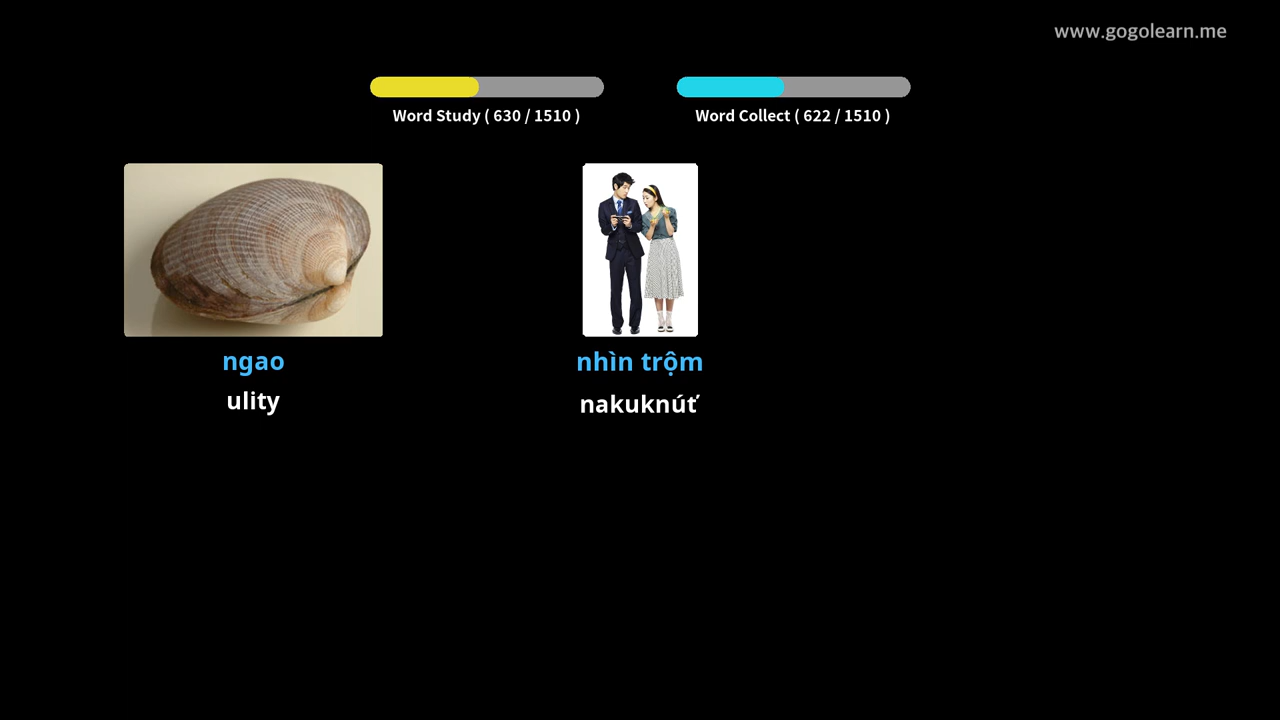 www.gogolearn.me
Word Study ( 630 / 1510 )
Word Collect ( 622 / 1510 )
ngao
ulity
nhìn trộm
nakuknúť